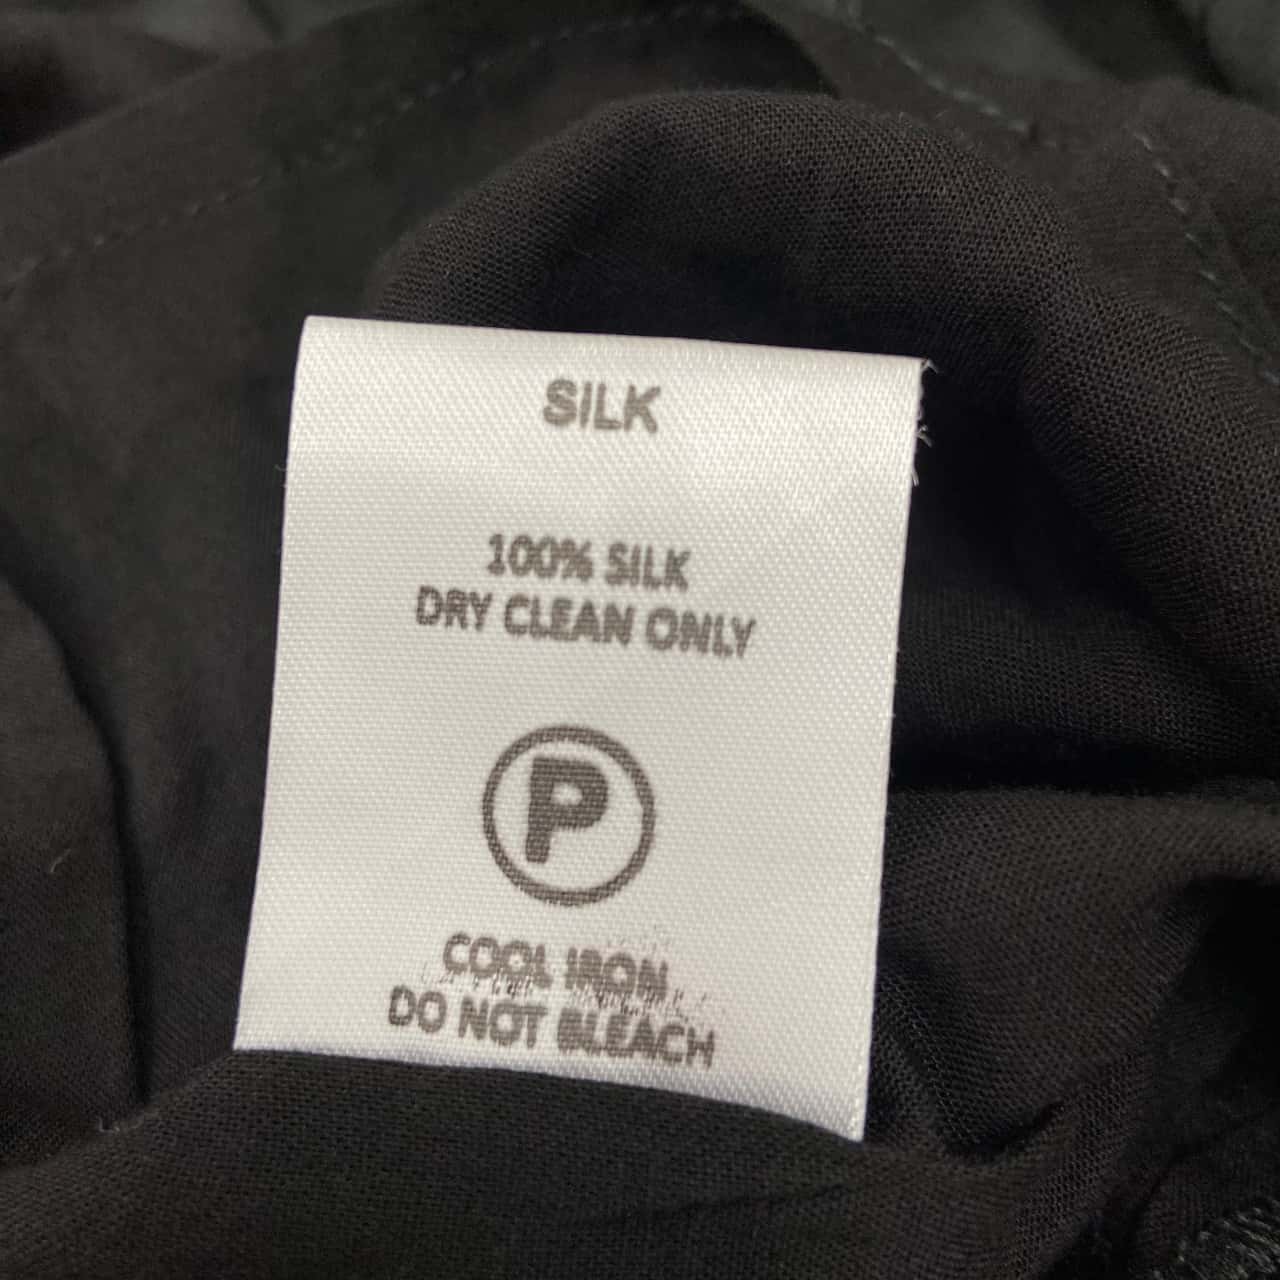 SILK
100% SILK
DRY CLEAN ONLY
P
COOL IRON
DO NOT BLEACH